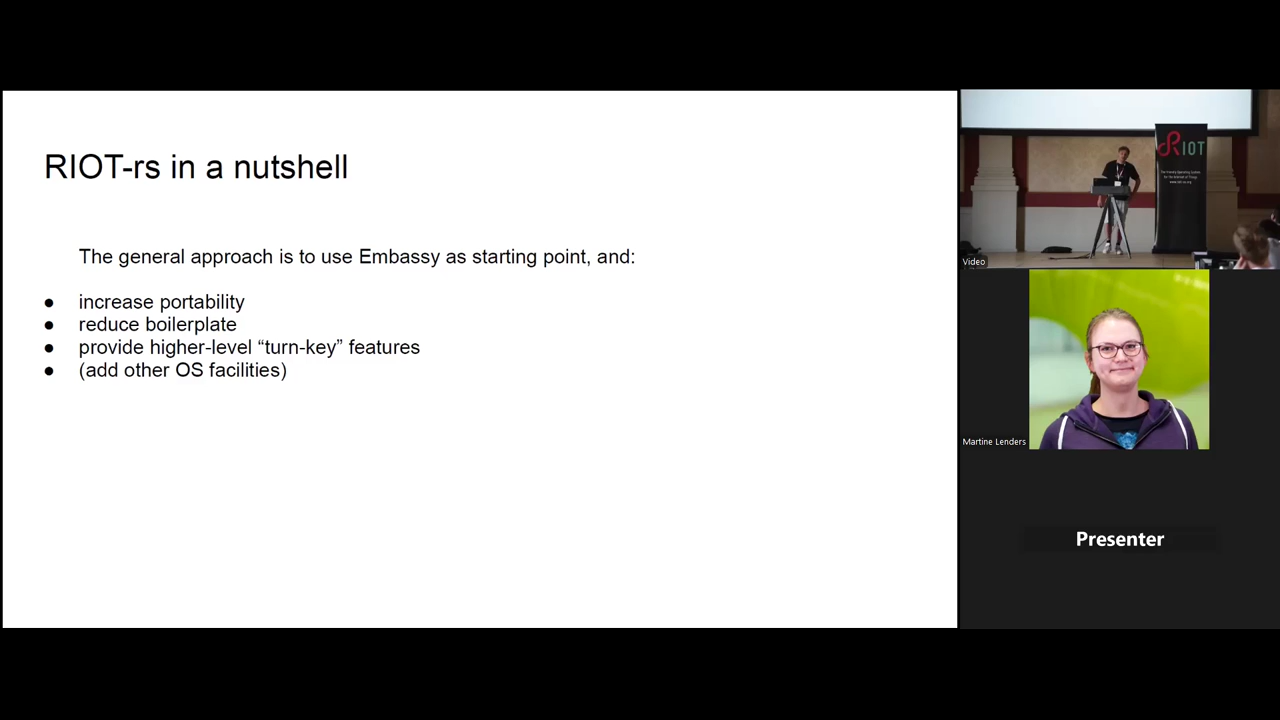 RIOT-rs in a nutshell
The general approach is to use Embassy as starting point, and:
● increase portability
● reduce boilerplate
● provide higher-level “turn-key” features
● (add other OS facilities)
RIOT
Video
Martine Lenders
Presenter